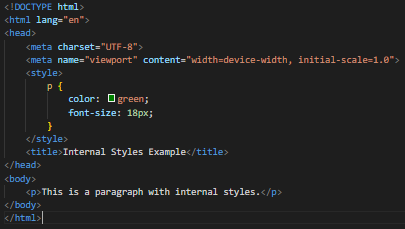 <!DOCTYPE html>
<html lang="en">
<head>
    <meta charset="UTF-8">
    <meta name="viewport" content="width=device-width, initial-scale=1.0">
    <style>
        p {
            color: green;
            font-size: 18px;
        }
    </style>
    <title>Internal Styles Example</title>
</head>
<body>
    <p>This is a paragraph with internal styles.</p>
</body>
</html>